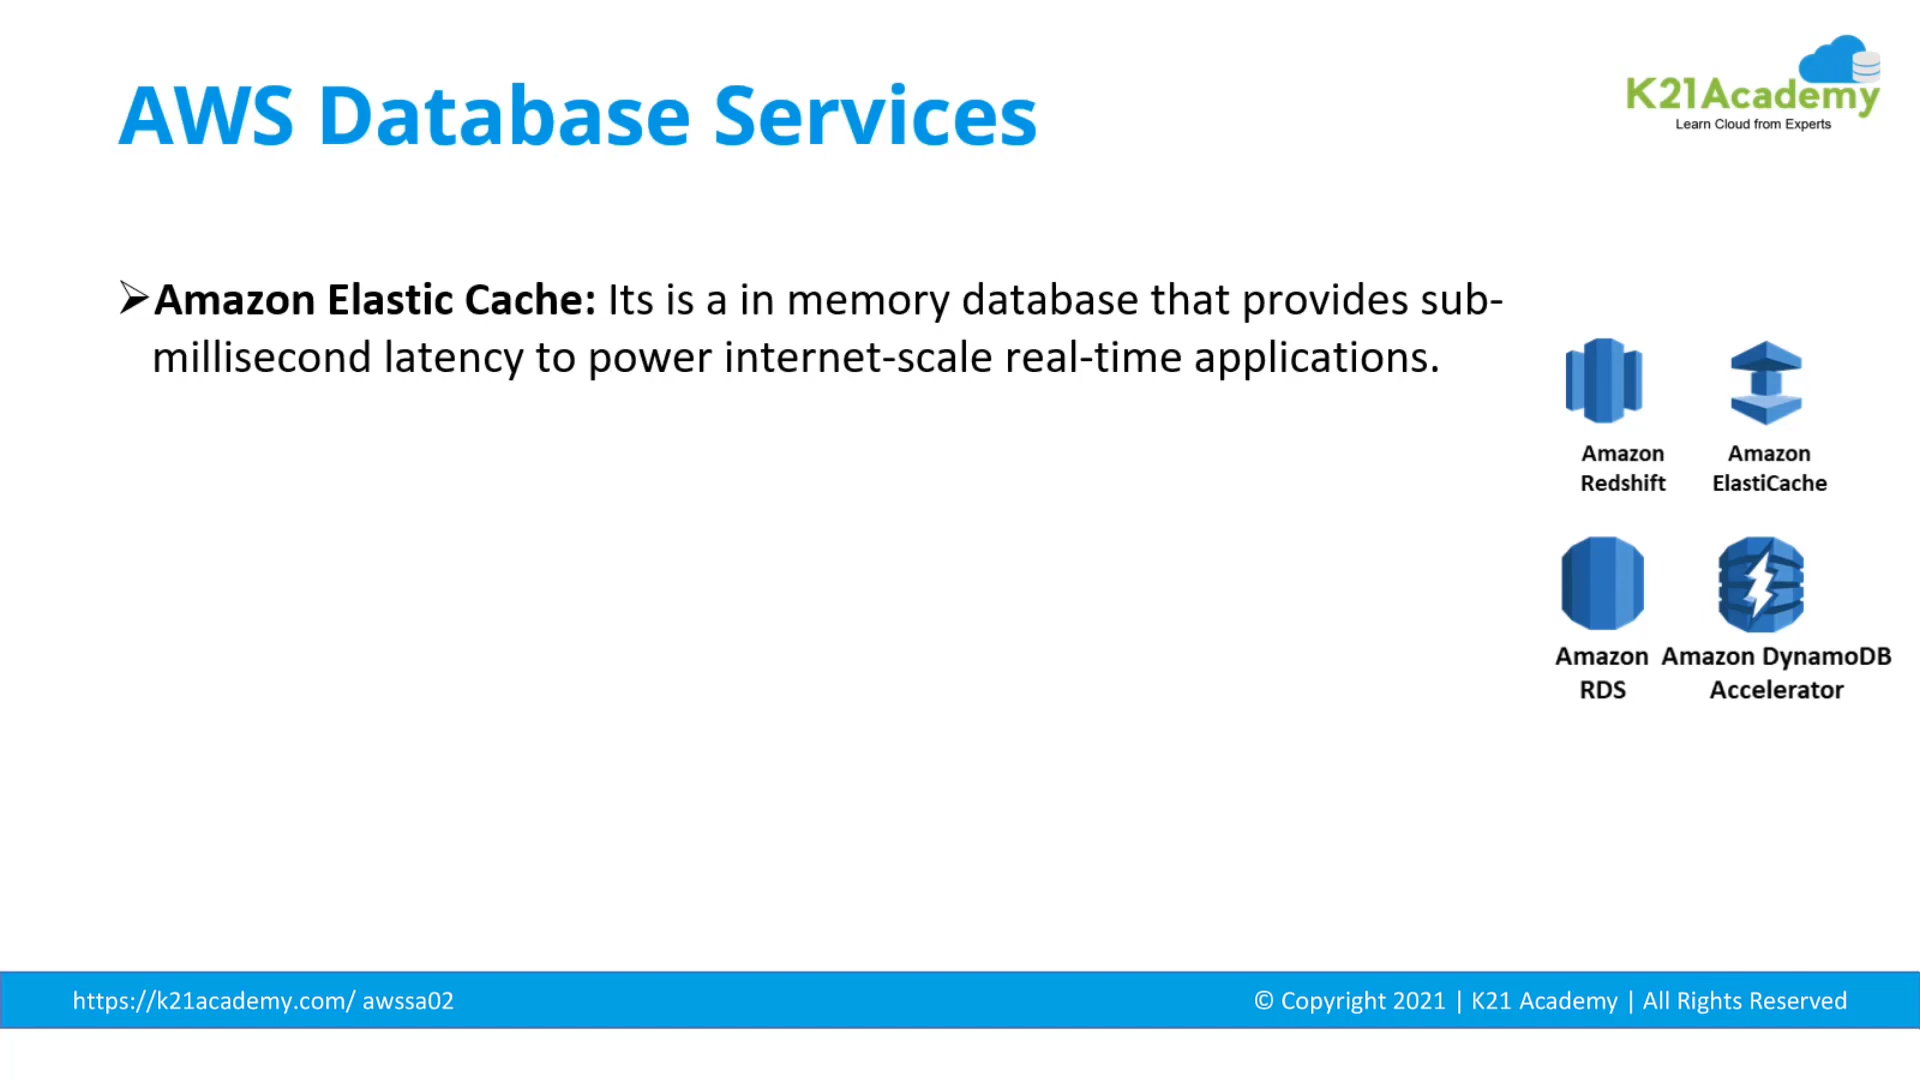 AWS Database Services
K21Academy
Learn Cloud from Experts
➢Amazon Elastic Cache: Its is a in memory database that provides sub-
millisecond latency to power internet-scale real-time applications.
Amazon
Redshift
Amazon
ElastiCache
Amazon
RDS
Amazon DynamoDB
Accelerator
https://k21academy.com/ awssa02
© Copyright 2021 | K21 Academy | All Rights Reserved